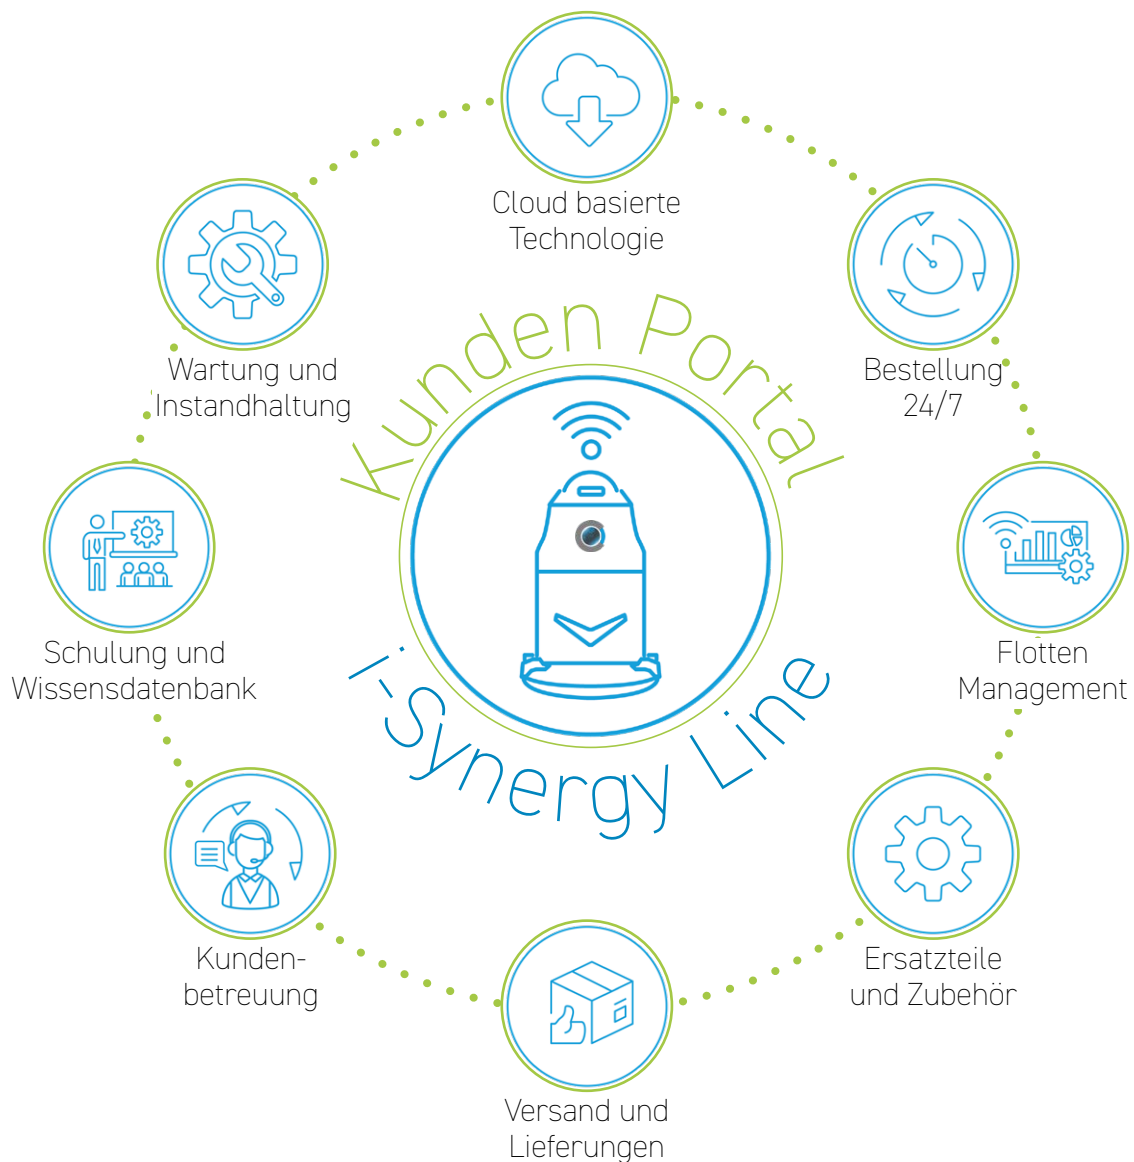 Cloud basierte
Technologie
Bestellung
24/7
Flotten
Management
Ersatzteile
und Zubehör
Versand und
Lieferungen
Kunden-
betreuung
Schulung und
Wissensdatenbank
Wartung und
Instandhaltung
Kunden Portal
i-Synergy Line